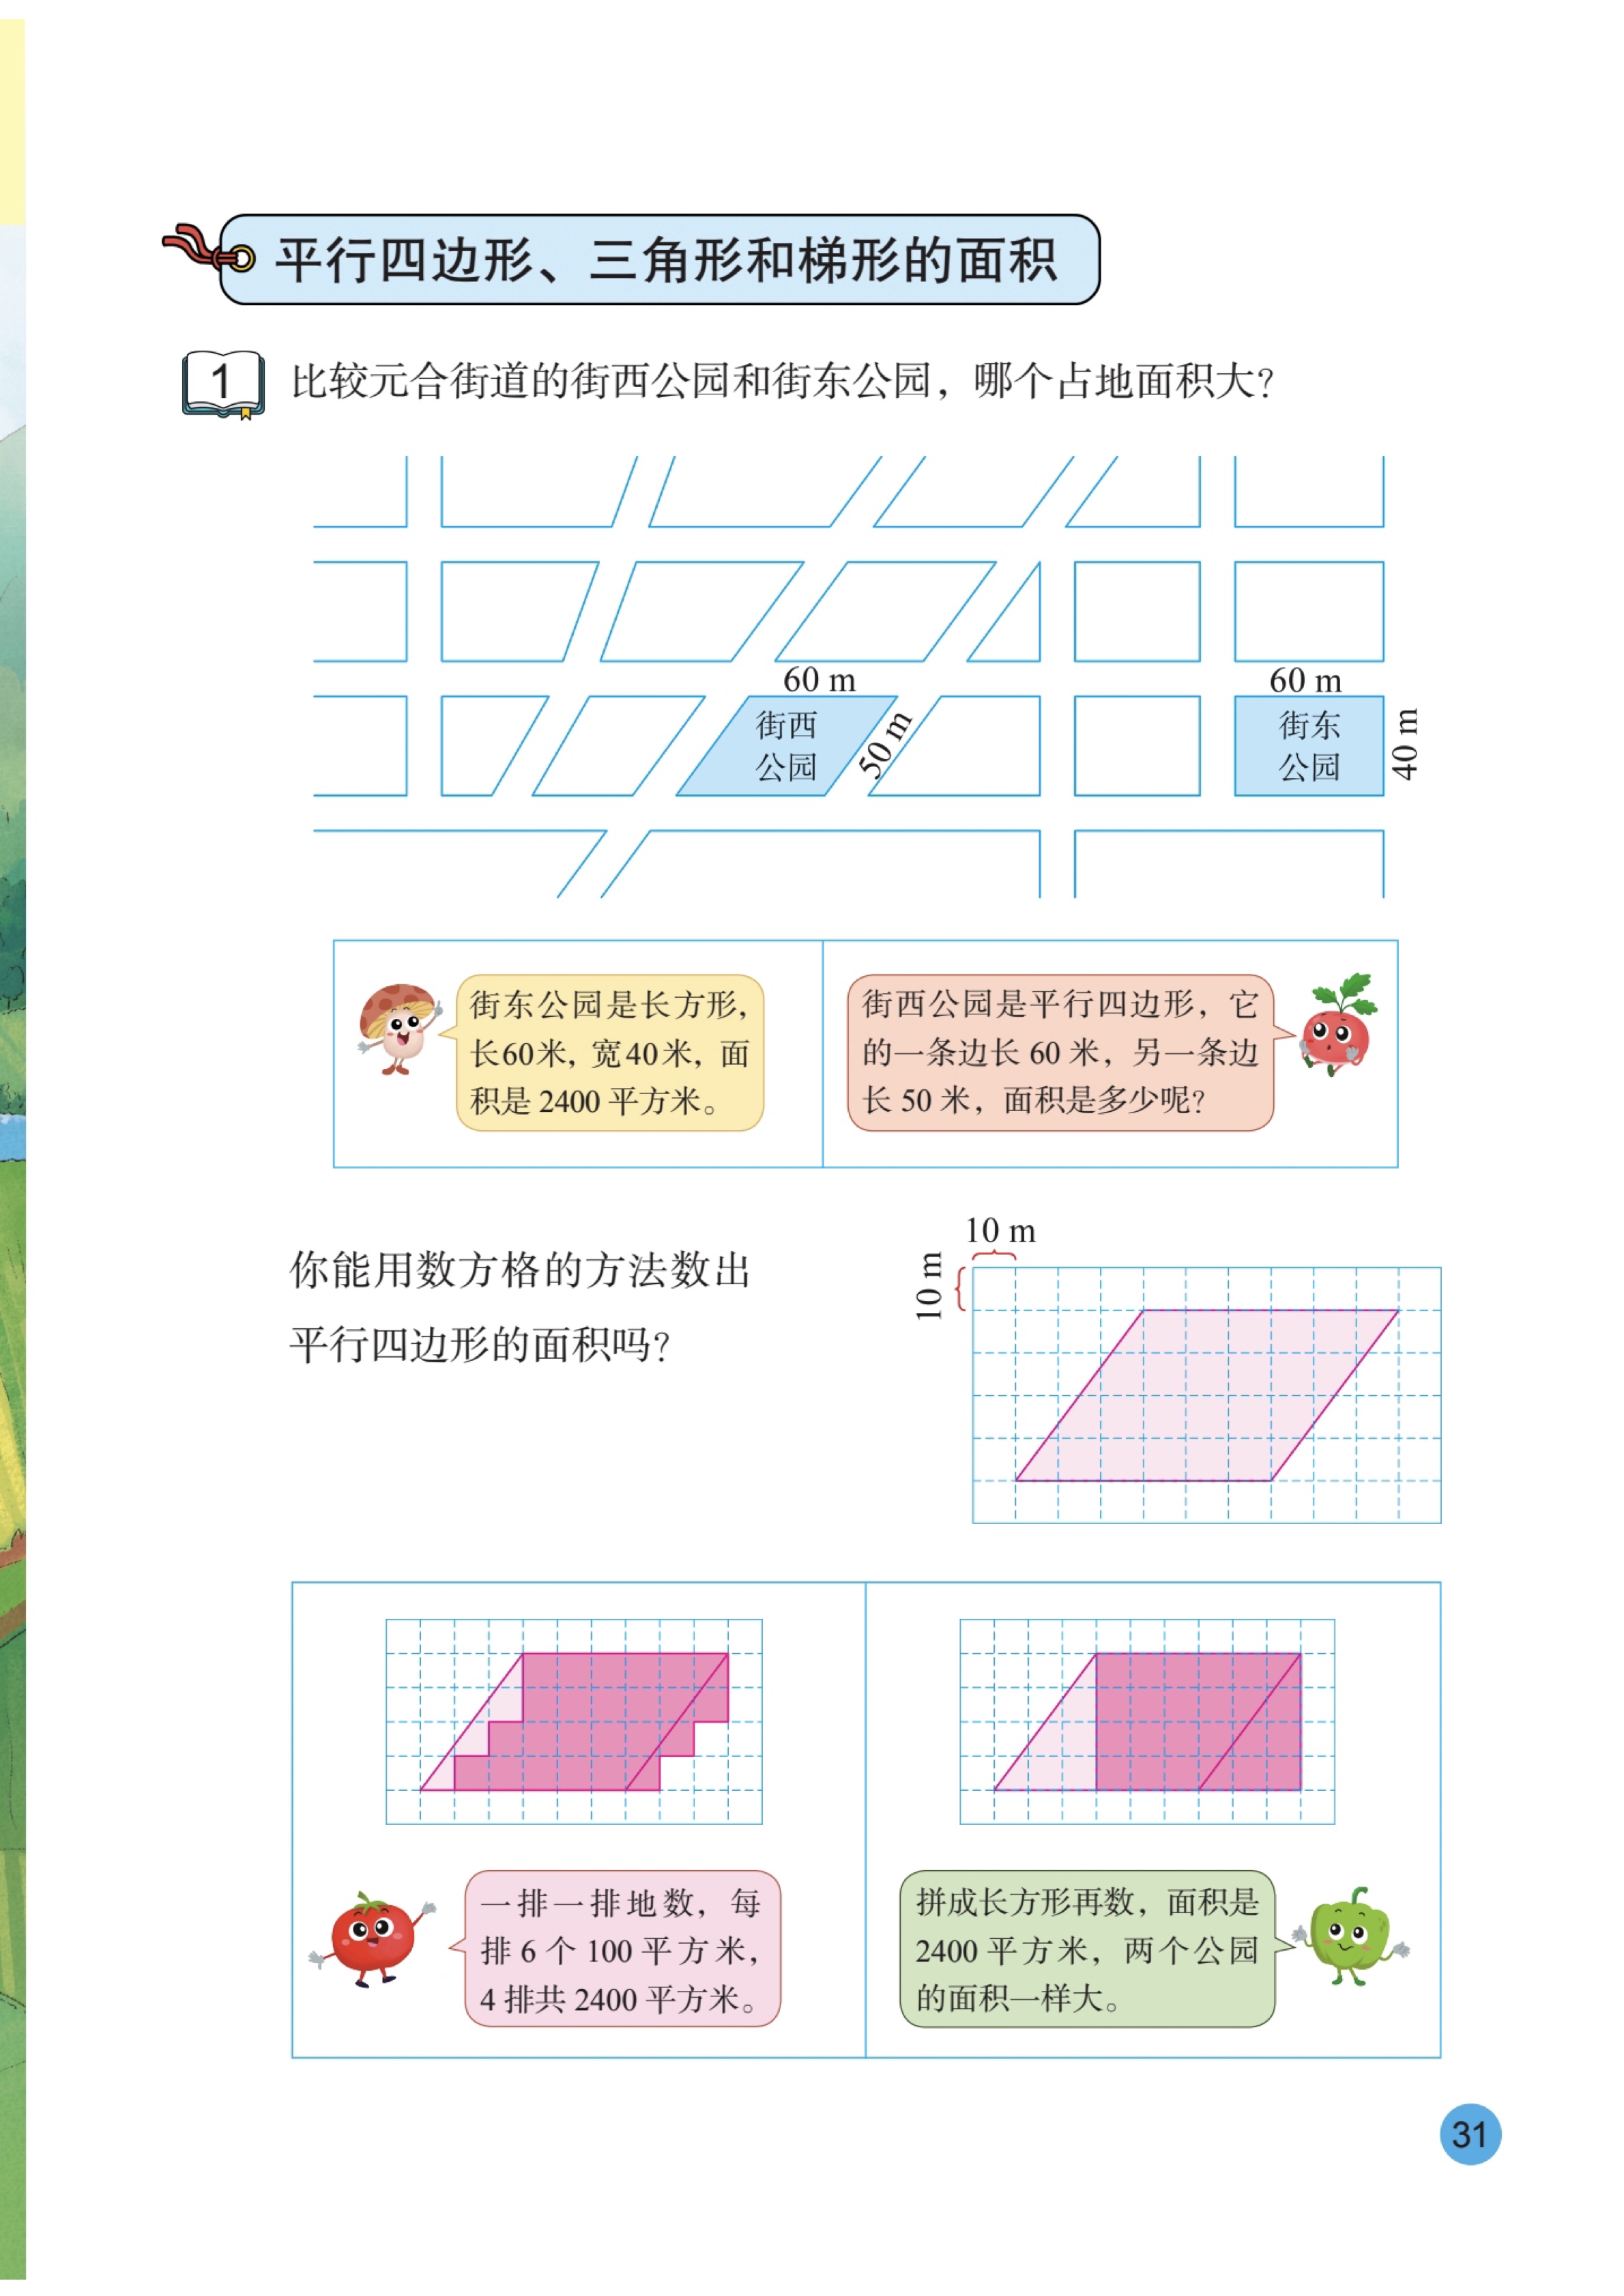 平行四边形、三角形和梯形的面积
1 比较元合街道的街西公园和街东公园，哪个占地面积大？
60 m
60 m
街西
公园
50 m
街东
公园
40 m
街东公园是长方形，
长60米，宽40米，面
积是 2400 平方米。
街西公园是平行四边形，它
的一条边长 60 米，另一条边
长 50 米，面积是多少呢？
你能用数方格的方法数出
平行四边形的面积吗？
10 m
10 m
一排一排地数，每
排 6 个 100 平方米，
4 排共 2400 平方米。
拼成长方形再数，面积是
2400 平方米，两个公园
的面积一样大。
31